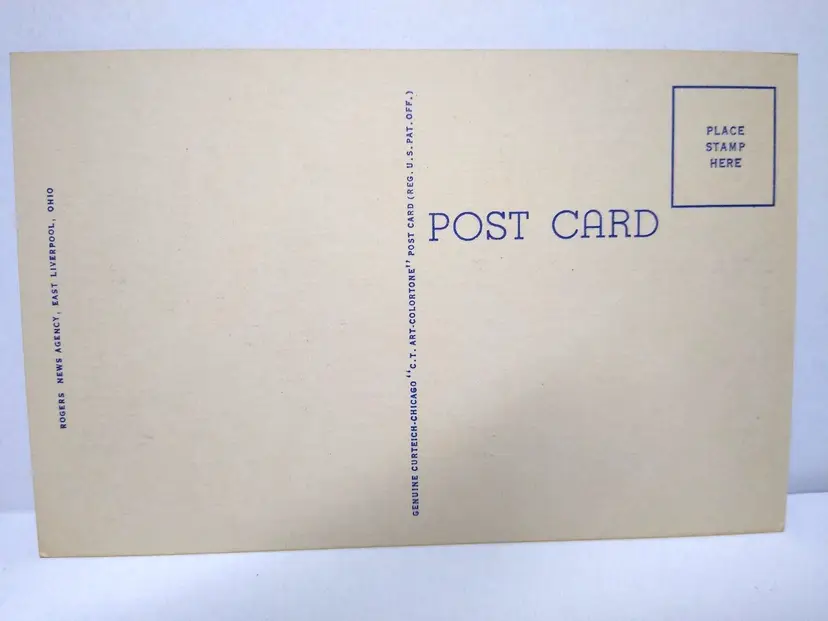 ROGERS NEWS AGENCY, EAST LIVERPOOL, OHIO
GENUINE CURTEICH-CHICAGO "C.T. ART-COLORTONE" POST CARD (REG. U.S. PAT. OFF.)
POST CARD
PLACE
STAMP
HERE